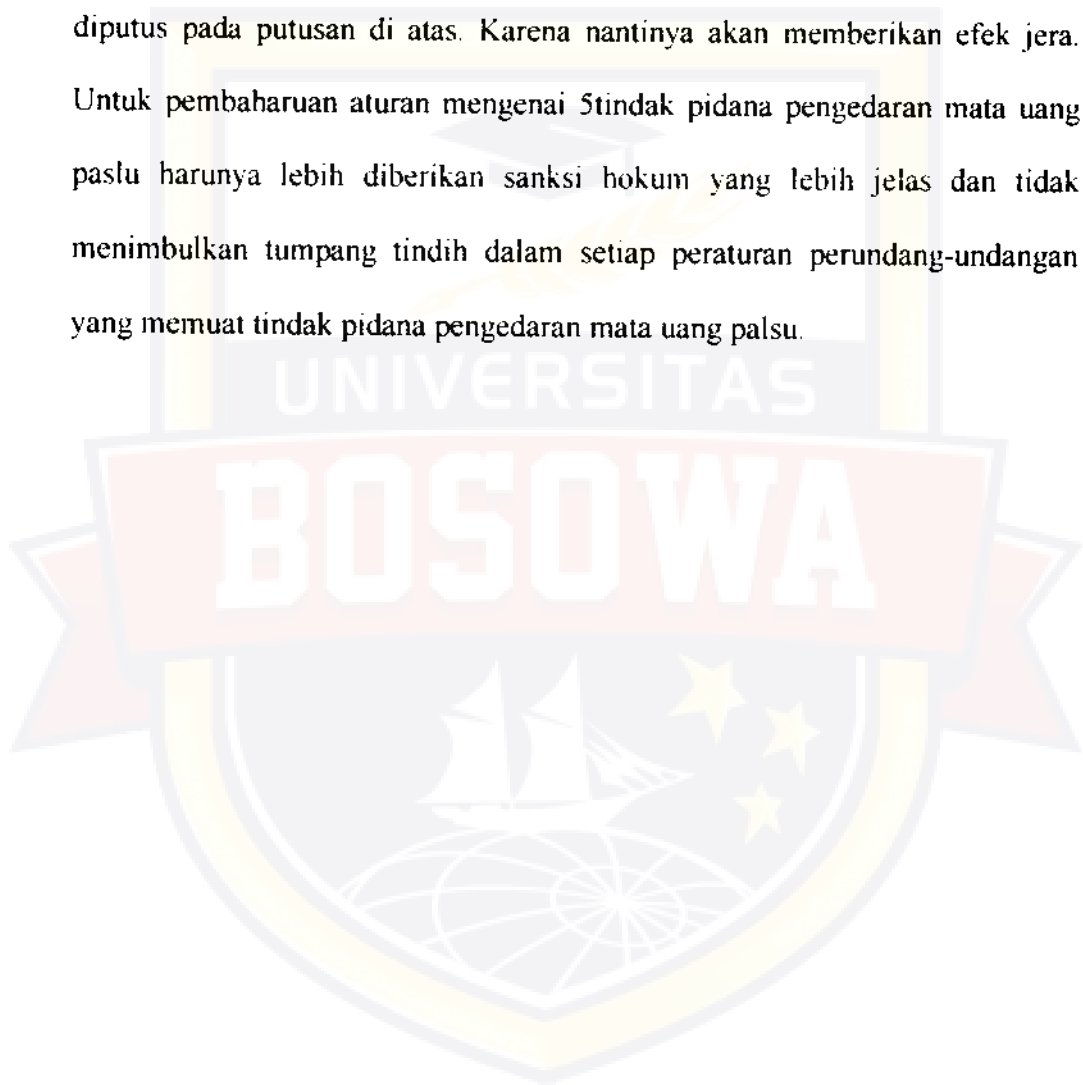 diputus pada putusan di atas. Karena nantinya akan memberikan efek jera.
Untuk pembaharuan aturan mengenai 5tindak pidana pengedaran mata uang
paslu harunya lebih diberikan sanksi hokum yang lebih jelas dan tidak
menimbulkan tumpang tindih dalam setiap peraturan perundang-undangan
yang memuat tindak pidana pengedaran mata uang palsu.
UNIVERSITAS
BOSOWA